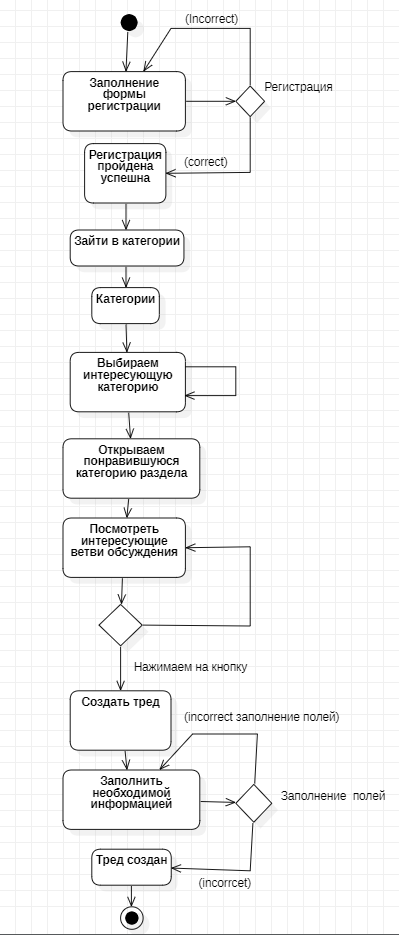 (Incorrect)
Заполнение
формы
регистрации
Регистрация
Регистрация
пройдена
успешна
(correct)
Зайти в категории
Категории
Выбираем
интересующую
категорию
Открываем
понравившуюся
категорию раздела
Посмотреть
интересующие
ветви обсуждения
Нажимаем на кнопку
Создать тред
(incorrect заполнение полей)
Заполнить
необходимой
информацией
Заполнение полей
Тред создан
(incorrcet)